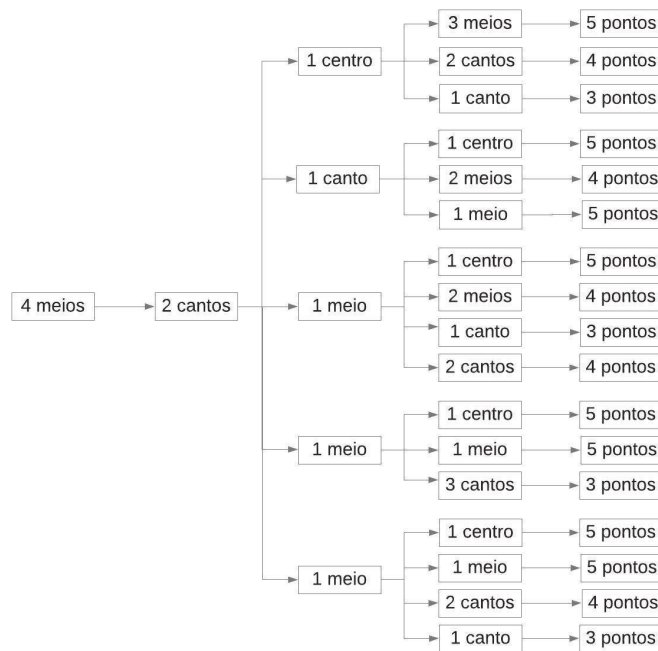 3 meios 5 pontos
1 centro 2 cantos 4 pontos
1 canto 3 pontos
1 centro 5 pontos
1 canto 2 meios 4 pontos
1 meio 5 pontos
1 centro 5 pontos
4 meios 2 cantos 1 meio 2 meios 4 pontos
1 canto 3 pontos
2 cantos 4 pontos
1 centro 5 pontos
1 meio 1 meio 5 pontos
3 cantos 3 pontos
1 centro 5 pontos
1 meio 1 meio 5 pontos
2 cantos 4 pontos
1 canto 3 pontos